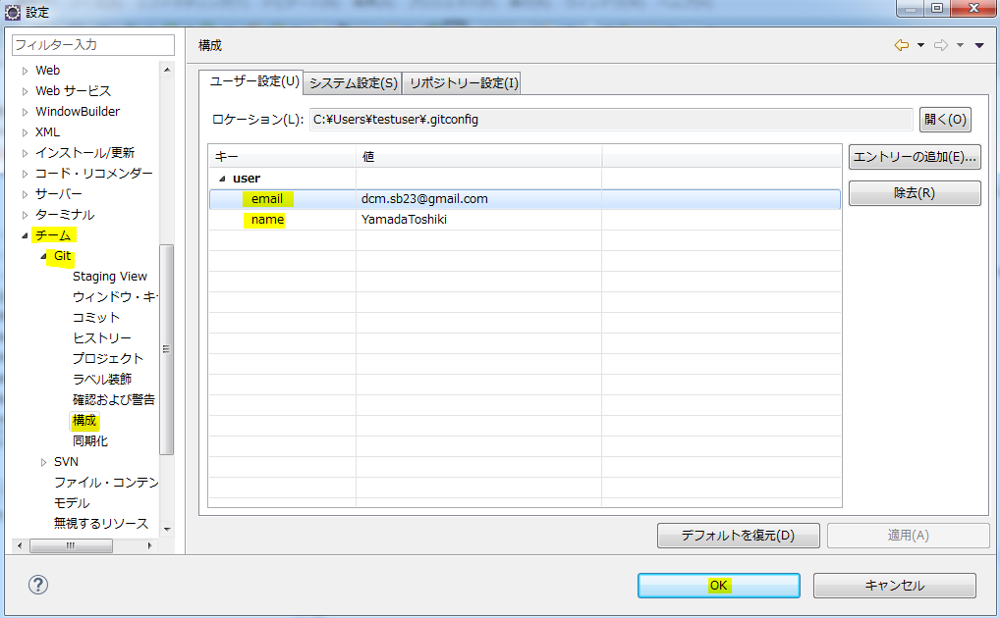 設定
フィルター入力
Web
Web サービス
WindowBuilder
XML
インストール/更新
コード・リコメンダー
サーバー
ターミナル
チーム
Git
Staging View
ウィンドウ・キ
コミット
ヒストリー
プロジェクト
ラベル装飾
確認および警告
構成
同期化
SVN
ファイル・コンテン
モデル
無視するリソース
構成
ユーザー設定(U) システム設定(S) リポジトリー設定(I)
ロケーション(L): C:¥Users¥testuser¥.gitconfig 開く(O)
キー 値
user
email dcm.sb23@gmail.com
name YamadaToshiki
エントリーの追加(E)...
除去(R)
デフォルトを復元(D) 適用(A)
OK キャンセル